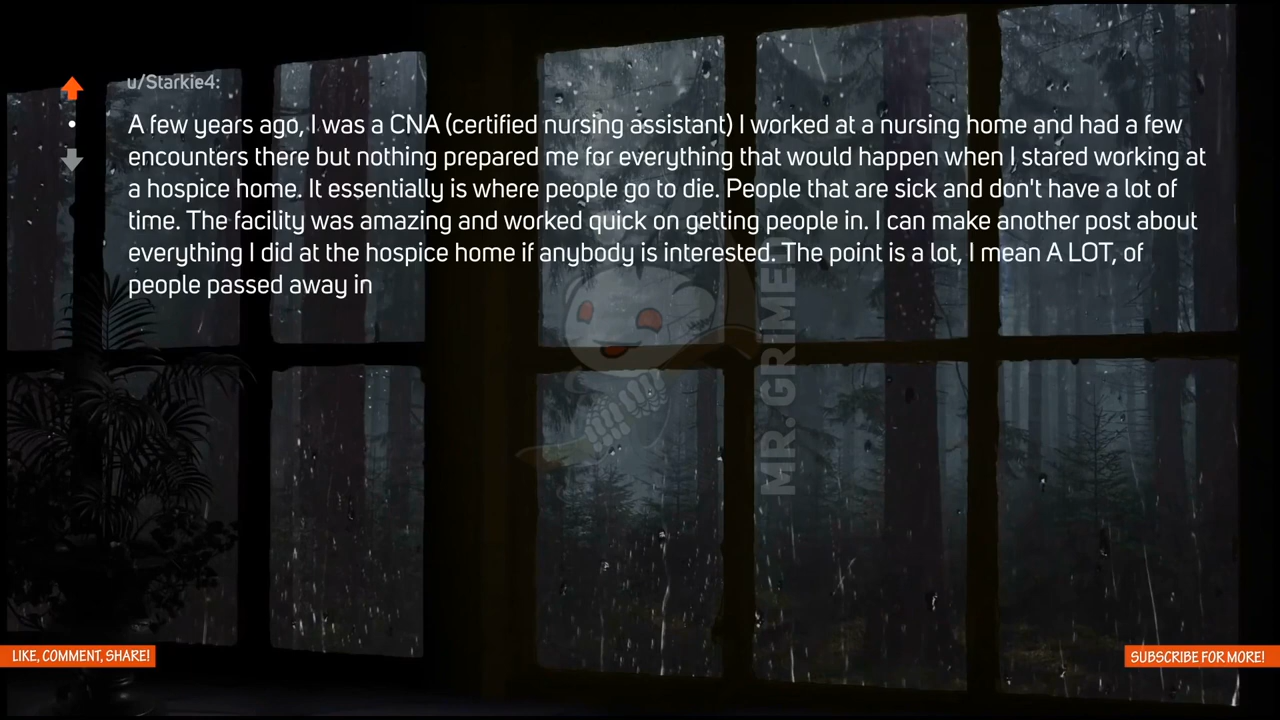 u/Starkie4:
A few years ago, I was a CNA (certified nursing assistant) I worked at a nursing home and had a few
encounters there but nothing prepared me for everything that would happen when I stared working at
a hospice home. It essentially is where people go to die. People that are sick and don't have a lot of
time. The facility was amazing and worked quick on getting people in. I can make another post about
everything I did at the hospice home if anybody is interested. The point is a lot, I mean A LOT, of
people passed away in
MR. GRIMED
LIKE, COMMENT, SHARE!
SUBSCRIBE FOR MORE!